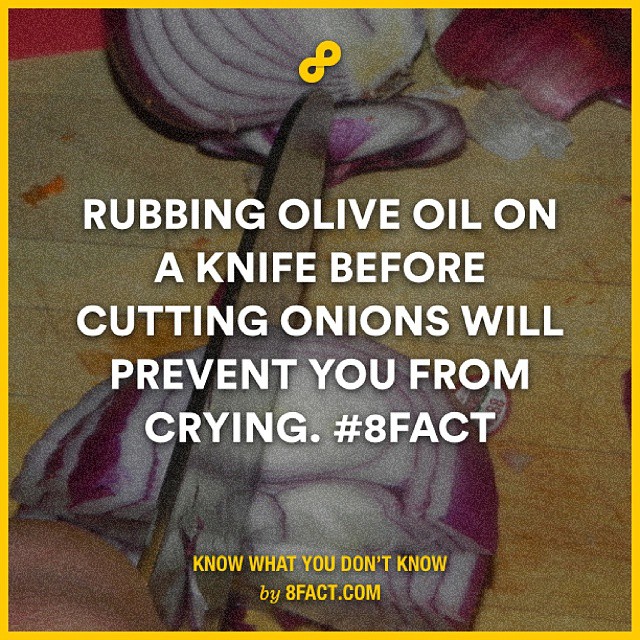 RUBBING OLIVE OIL ON
A KNIFE BEFORE
CUTTING ONIONS WILL
PREVENT YOU FROM
CRYING. #8FACT
KNOW WHAT YOU DON'T KNOW
by 8FACT.COM